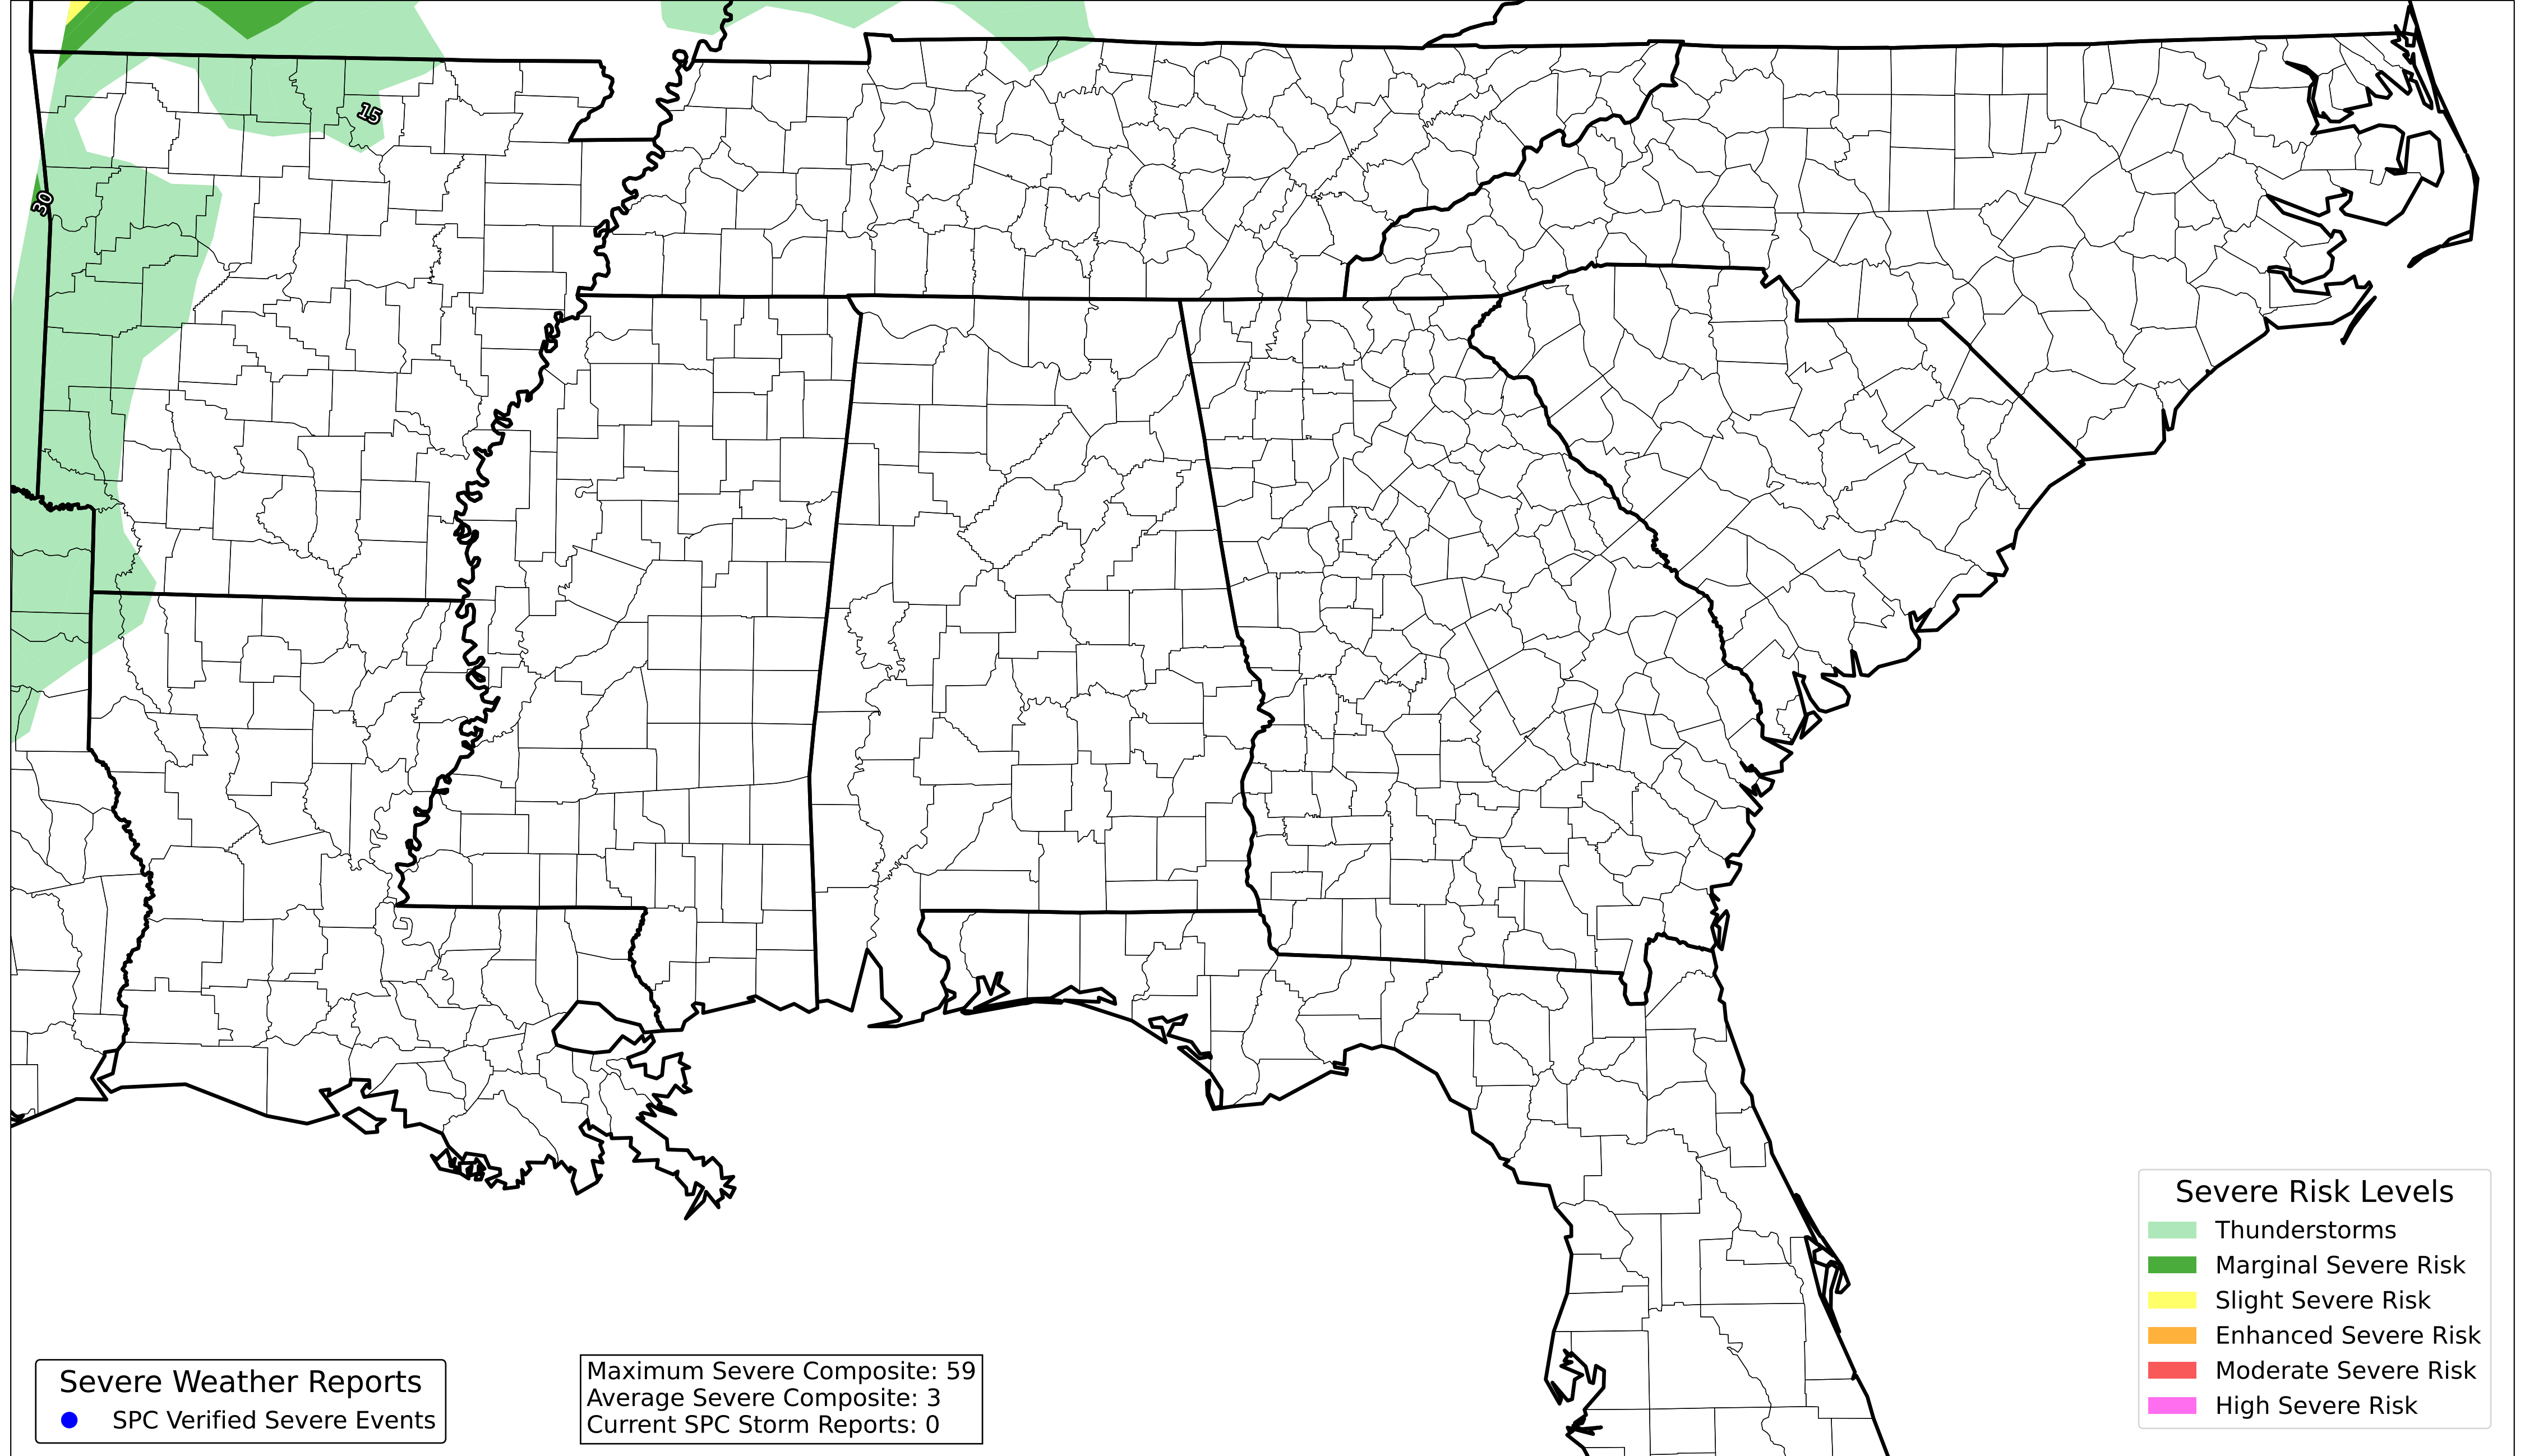 15
30
Severe Risk Levels
Thunderstorms
Marginal Severe Risk
Slight Severe Risk
Enhanced Severe Risk
Moderate Severe Risk
High Severe Risk
Severe Weather Reports
SPC Verified Severe Events
Maximum Severe Composite: 59
Average Severe Composite: 3
Current SPC Storm Reports: 0